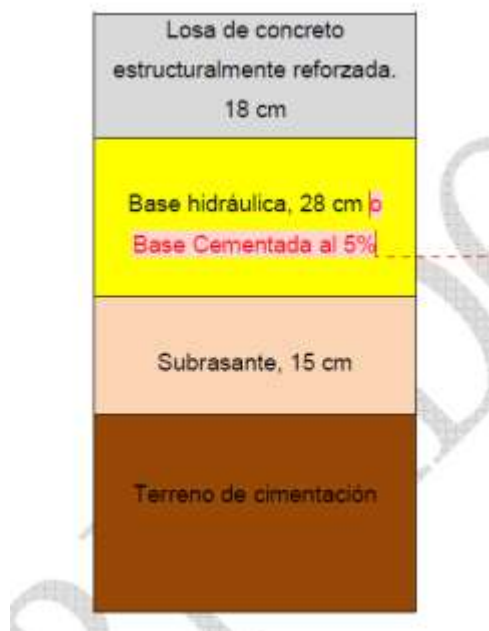 Losa de concreto
estructuralmente reforzada.
18 cm
Base hidráulica, 28 cm o
Base Cementada al 5%
Subrasante, 15 cm
Terreno de cimentación